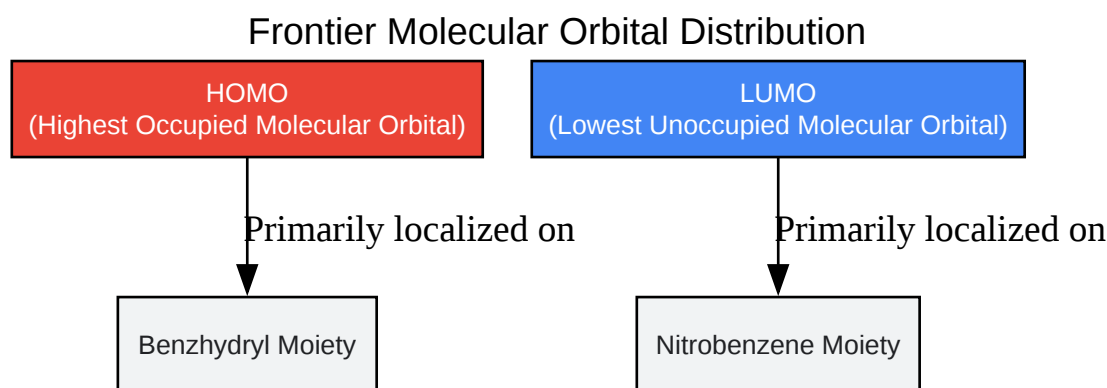 Frontier Molecular Orbital Distribution
HOMO
(Highest Occupied Molecular Orbital)
LUMO
(Lowest Unoccupied Molecular Orbital)
Primarily localized on
Primarily localized on
Benzhydryl Moiety
Nitrobenzene Moiety